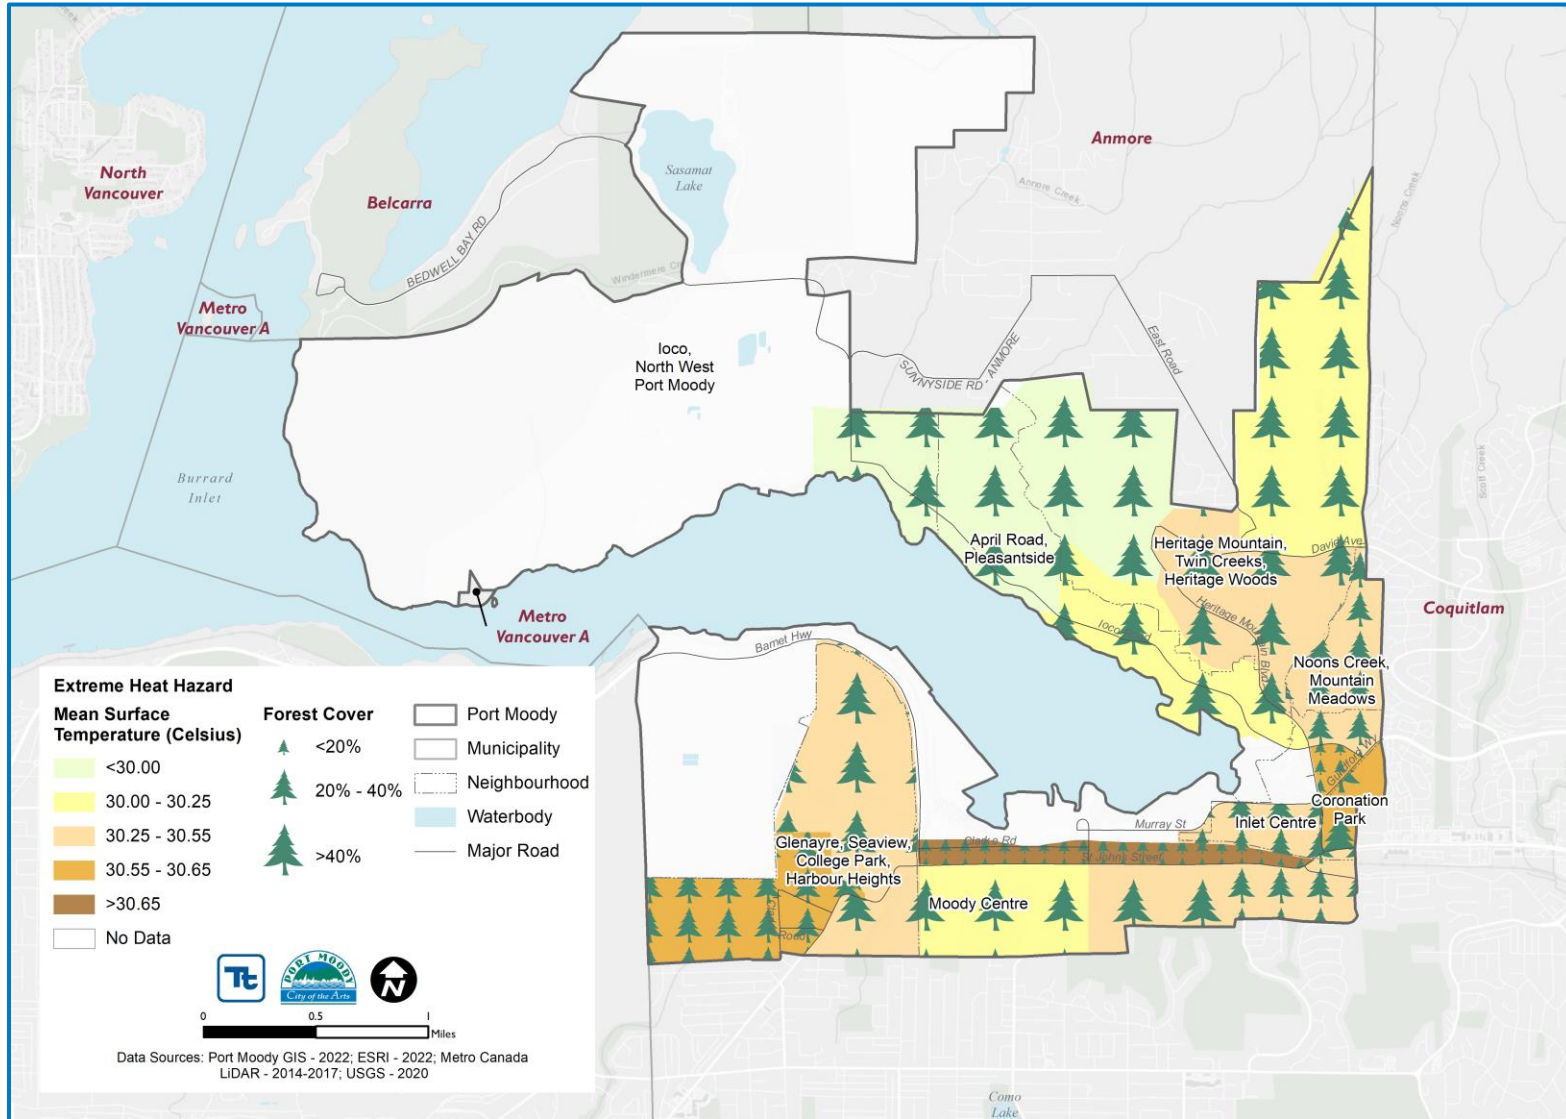 North
Vancouver
Belcarra
Sasamat
Lake
Anmore
Anmore Creek
Noons Creek
BEDWELL BAY RD
Windermere Cr
Metro
Vancouver A
Ioco,
North West
Port Moody
SUNNYSIDE RD - ANMORE
East Road
Scott Creek
Burrard
Inlet
April Road,
Pleasantside
Heritage Mountain,
Twin Creeks,
Heritage Woods
David Ave
Coquitlam
Metro
Vancouver A
Barnet Hwy
Noons Creek,
Mountain
Meadows
Guildford Wy
Coronation
Park
Inlet Centre
Murray St
Clarke Rd
St Johns Street
Glenayre, Seaview,
College Park,
Harbour Heights
Moody Centre
Road
Extreme Heat Hazard
Mean Surface
Temperature (Celsius)
<30.00
30.00 - 30.25
30.25 - 30.55
30.55 - 30.65
>30.65
No Data
Forest Cover
<20%
20% - 40%
>40%
Port Moody
Municipality
Neighbourhood
Waterbody
Major Road
Tt
PORT MOODY
City of the Arts
N
0 0.5 1
Miles
Data Sources: Port Moody GIS - 2022; ESRI - 2022; Metro Canada
LiDAR - 2014-2017; USGS - 2020
Como
Lake